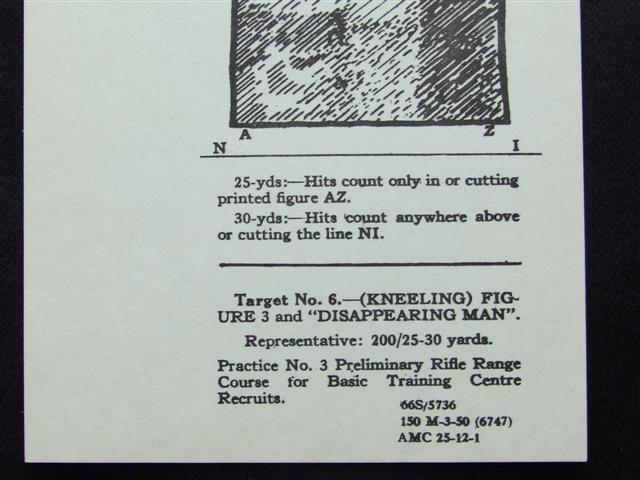 A Z
N I
25-yds:—Hits count only in or cutting
printed figure AZ.
30-yds:—Hits count anywhere above
or cutting the line NI.
Target No. 6.—(KNEELING) FIG-
URE 3 and "DISAPPEARING MAN".
Representative: 200/25-30 yards.
Practice No. 3 Preliminary Rifle Range
Course for Basic Training Centre
Recruits.
66S/5736
150 M-3-50 (6747)
AMC 25-12-1